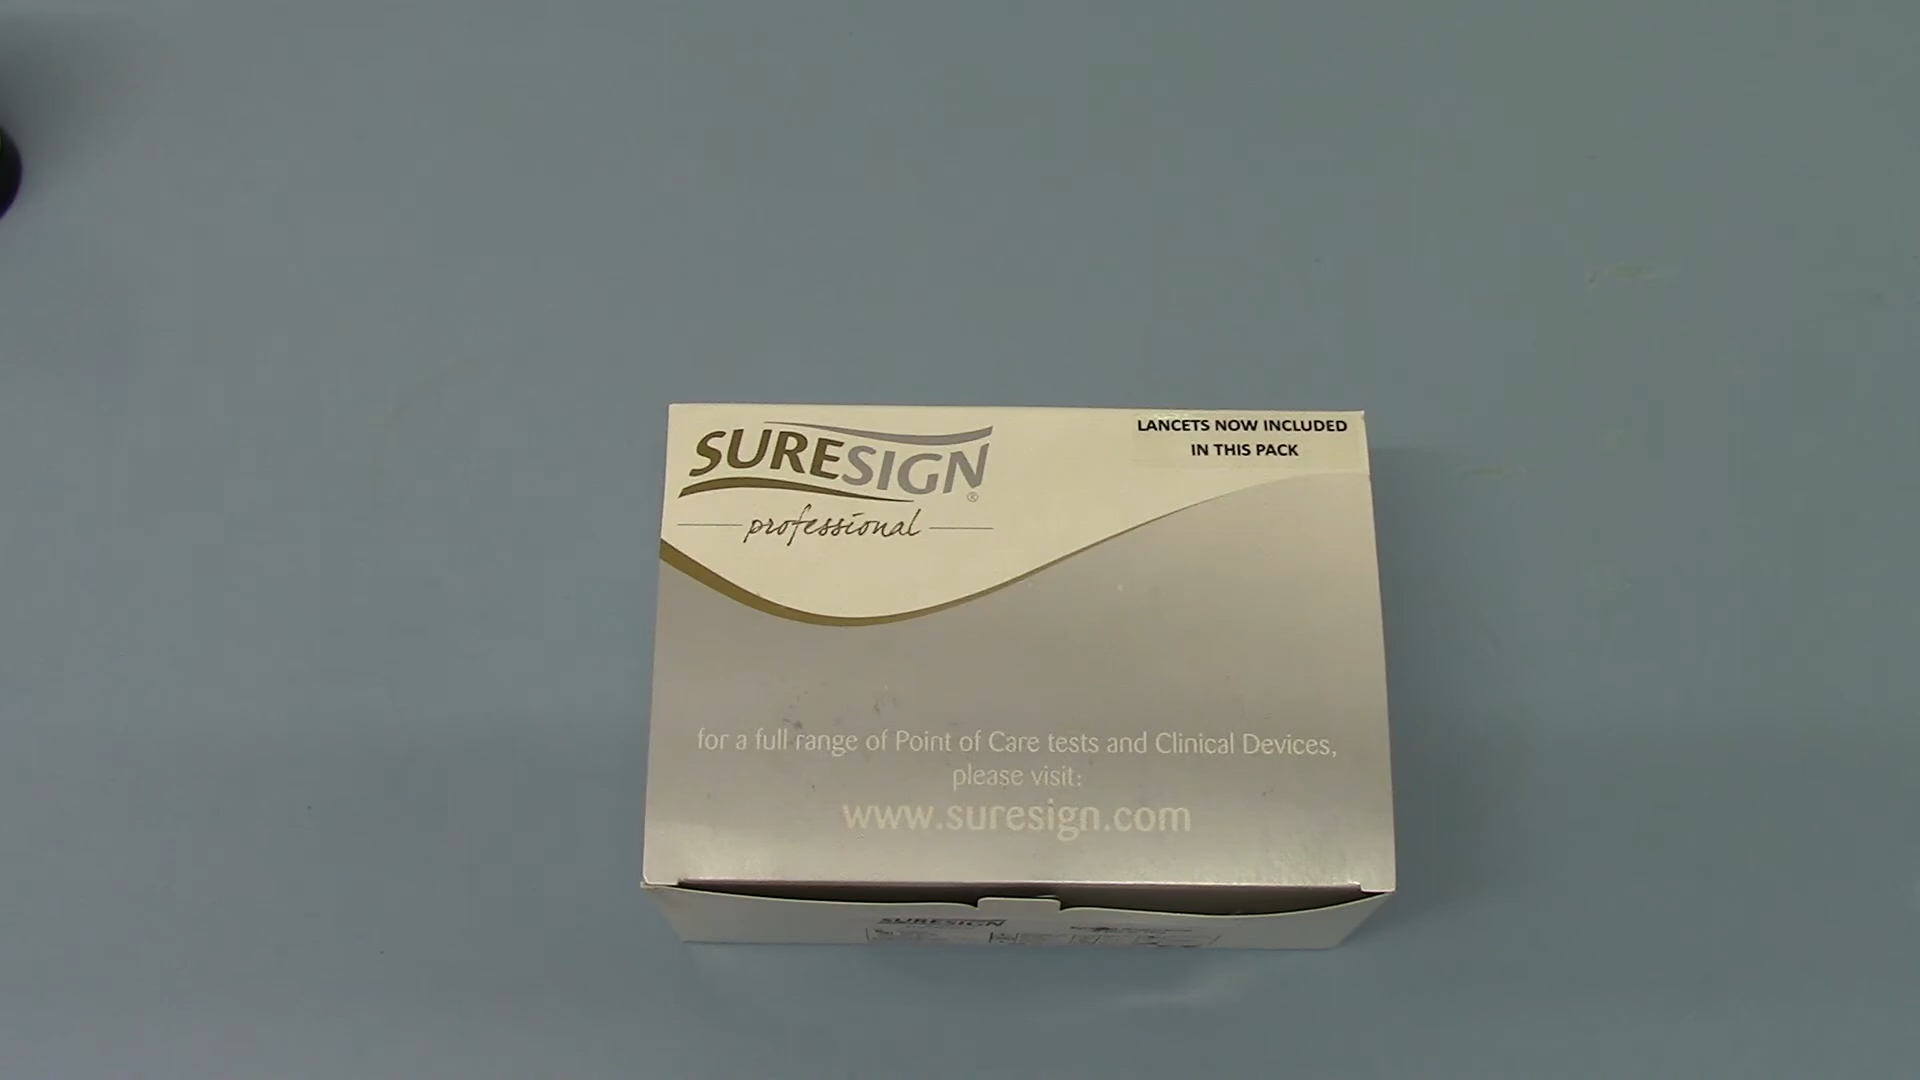 SURESIGN®
professional
LANCETS NOW INCLUDED
IN THIS PACK
for a full range of Point of Care tests and Clinical Devices,
please visit:
www.suresign.com
SURESIGN